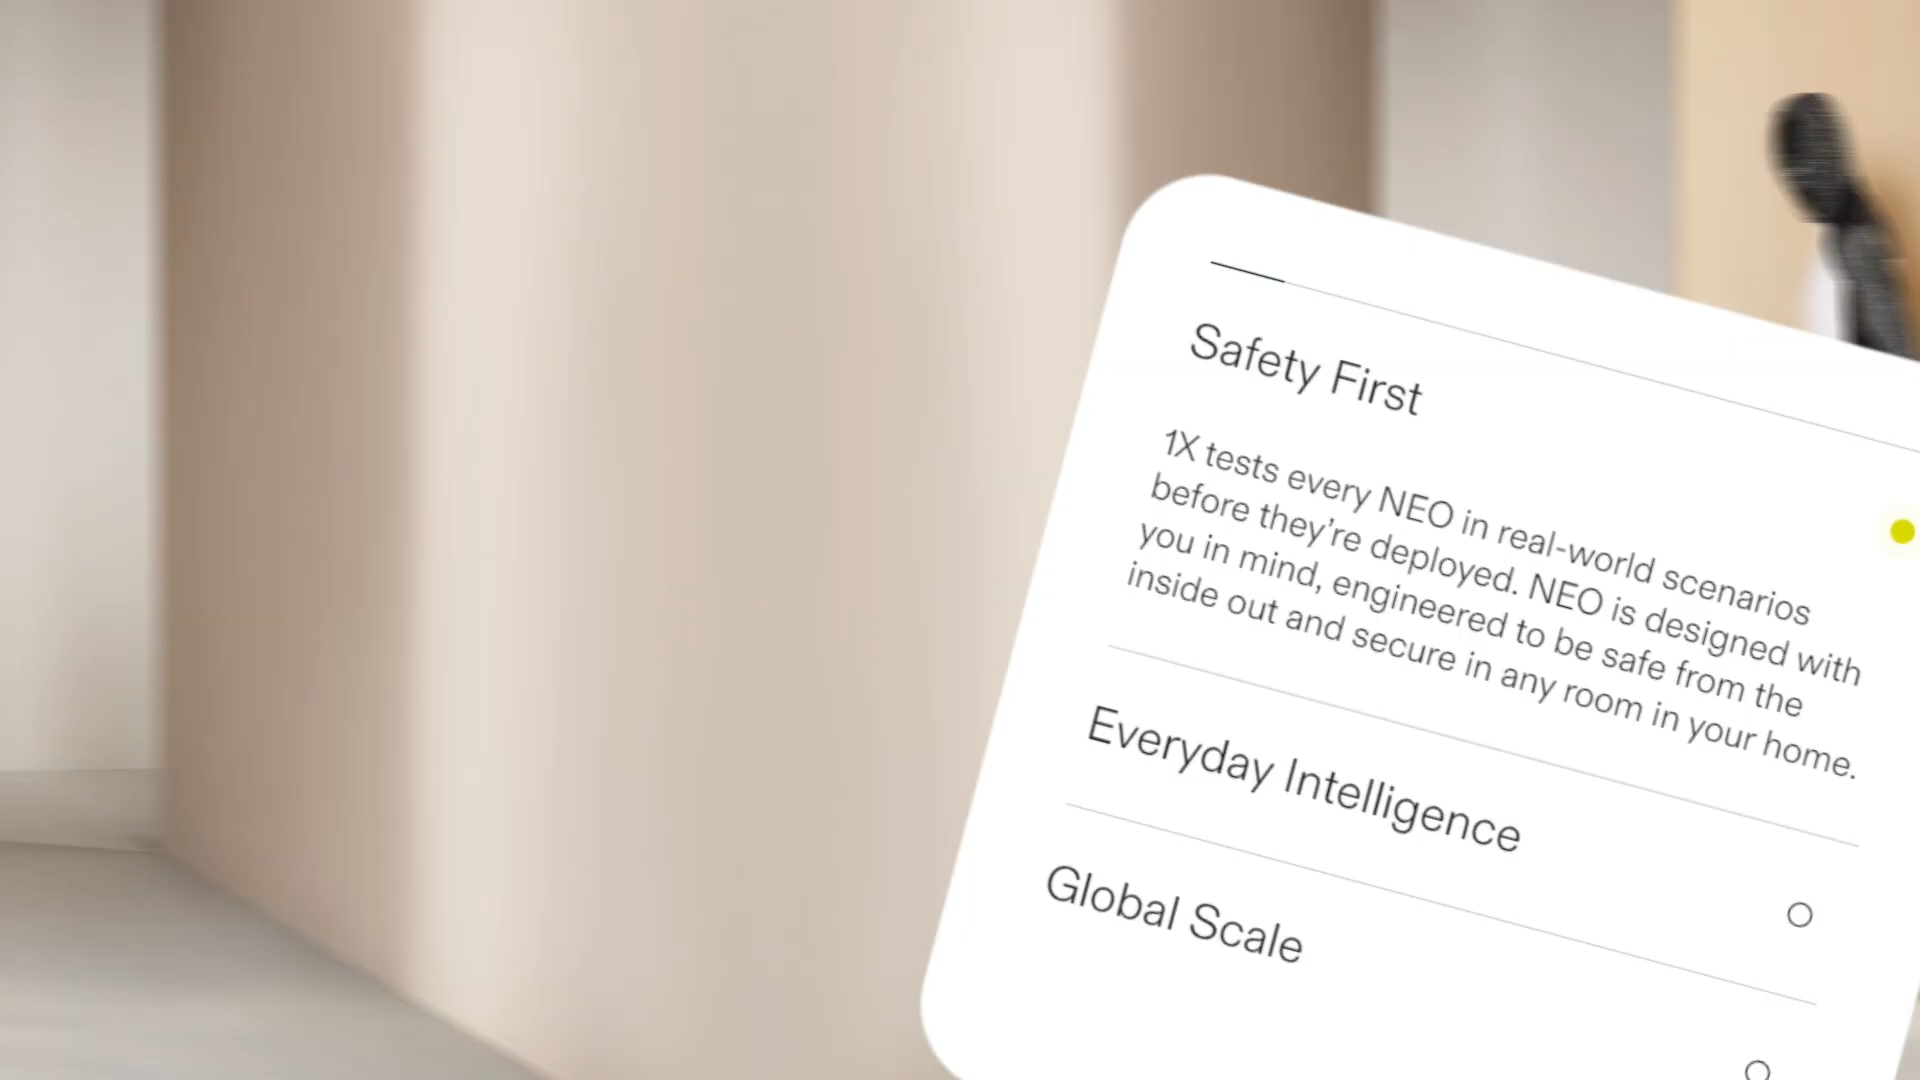 Safety First
1X tests every NEO in real-world scenarios
before they’re deployed. NEO is designed with
you in mind, engineered to be safe from the
inside out and secure in any room in your home.
Everyday Intelligence
Global Scale